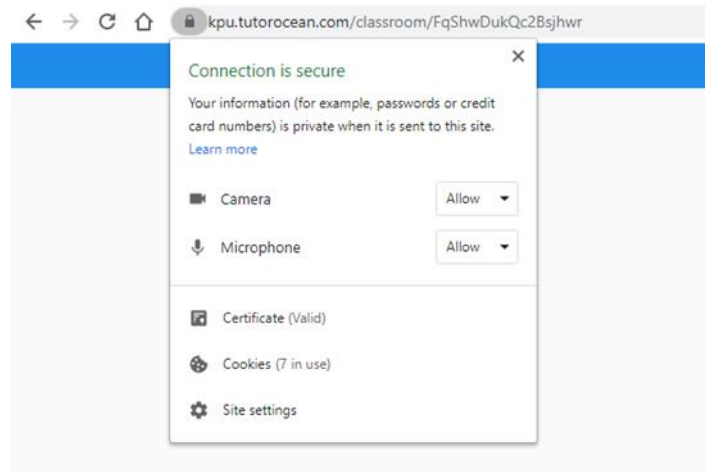 kpu.tutorocean.com/classroom/FqShwDukQc2Bsjhwr
Connection is secure
Your information (for example, passwords or credit
card numbers) is private when it is sent to this site.
Learn more
Camera Allow
Microphone Allow
Certificate (Valid)
Cookies (7 in use)
Site settings